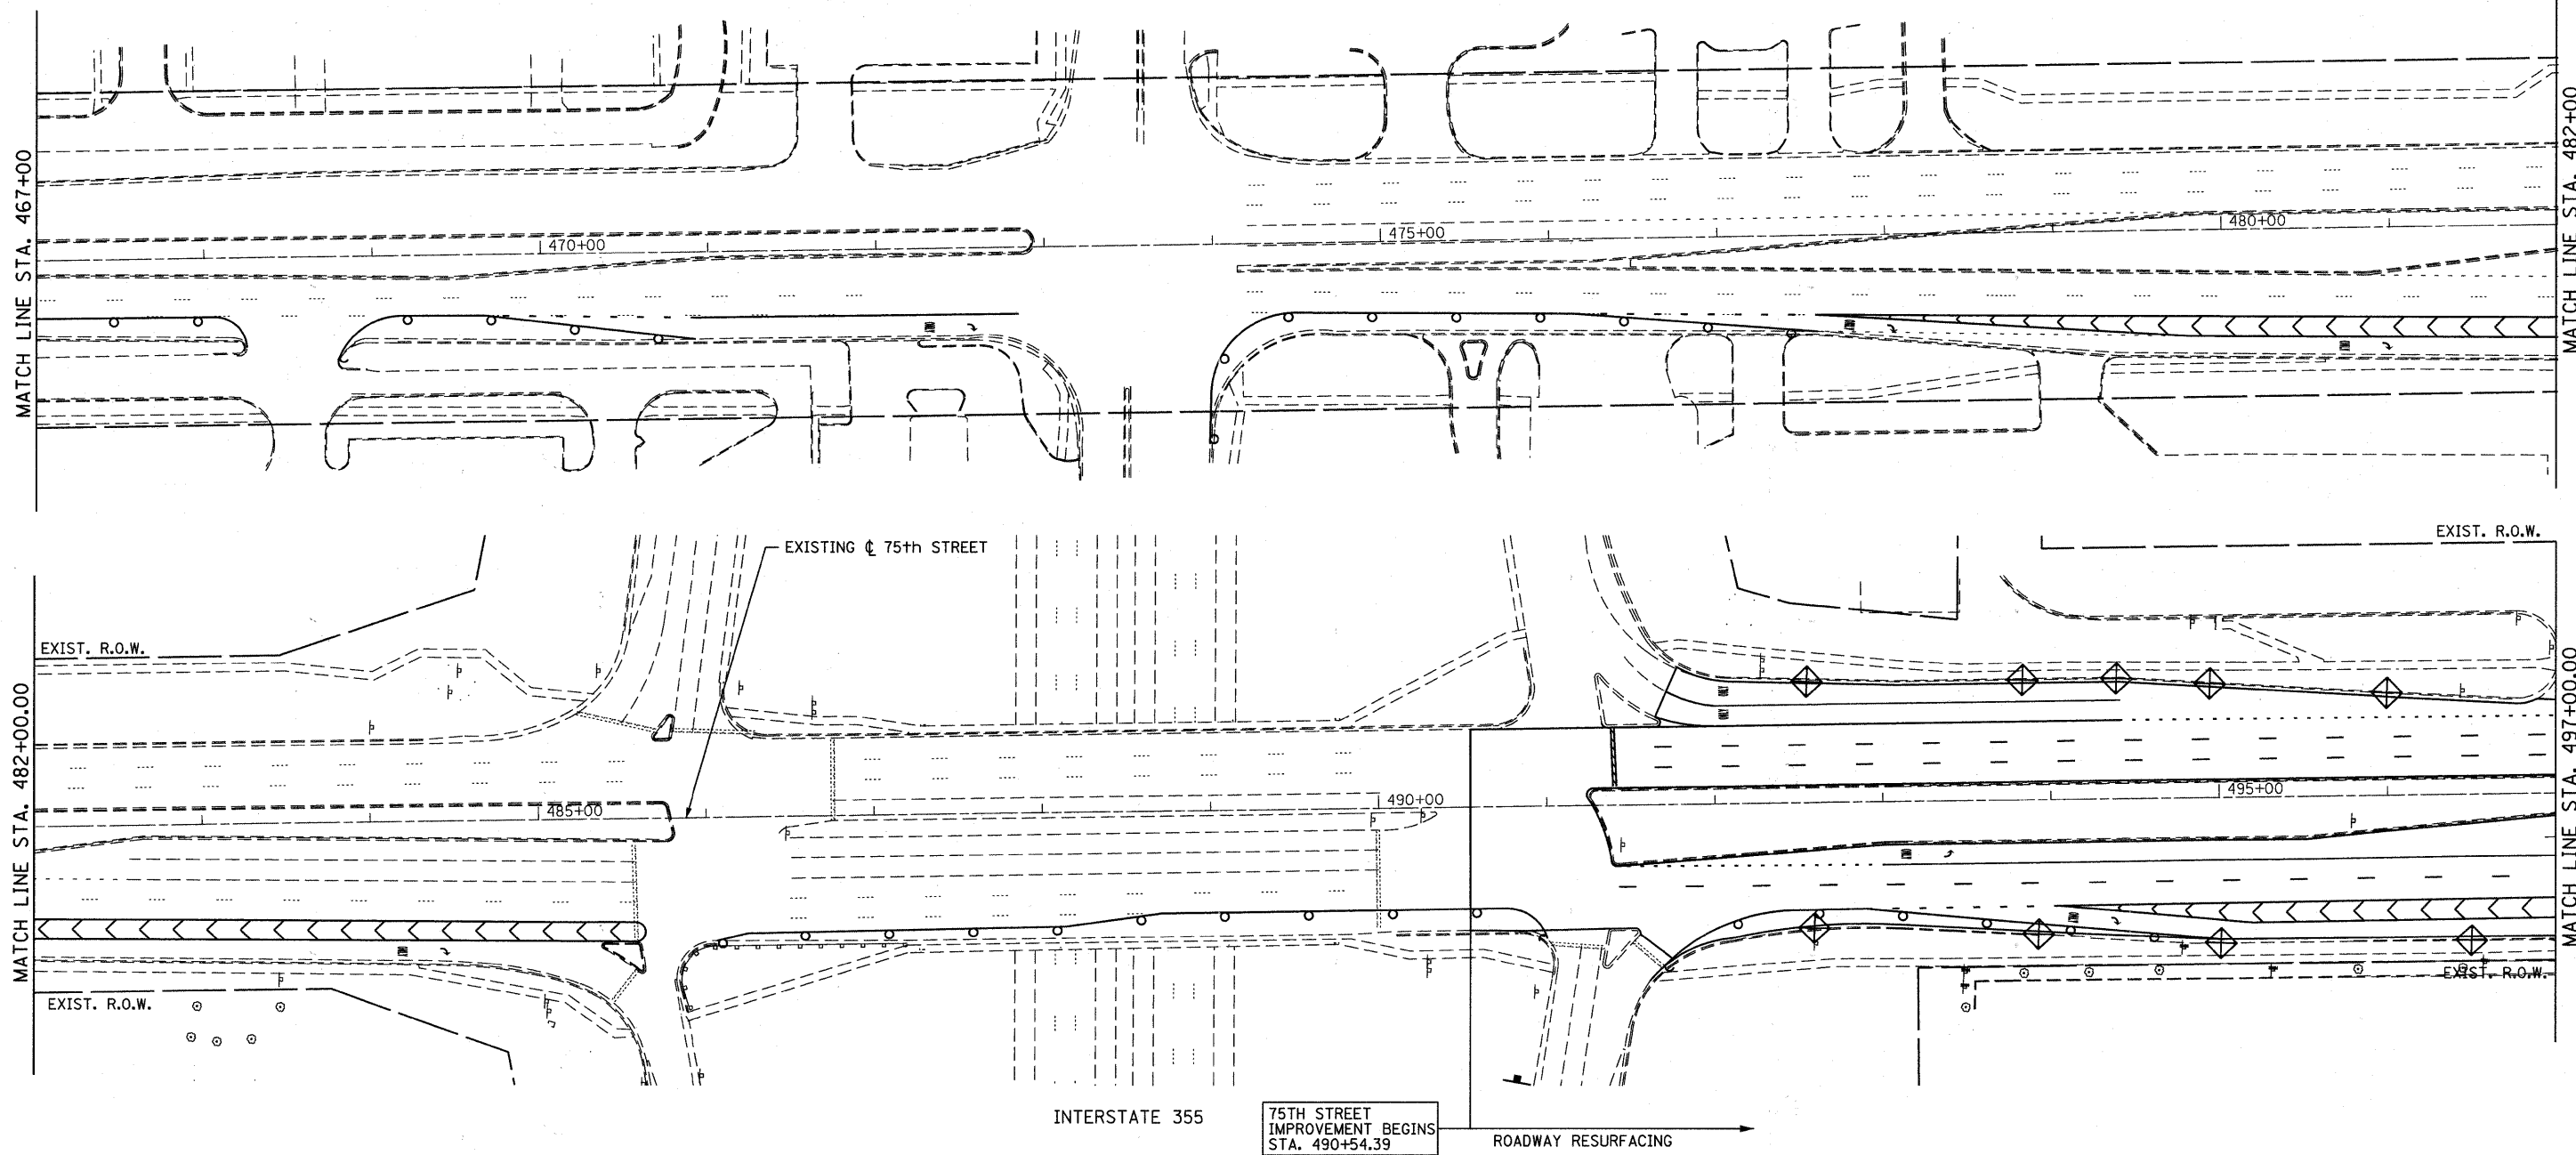 MATCH LINE STA. 467+00
470+00
475+00
480+00
MATCH LINE STA. 482+00
EXISTING ℄ 75th STREET
EXIST. R.O.W.
EXIST. R.O.W.
MATCH LINE STA. 482+00.00
485+00
490+00
495+00
MATCH LINE STA. 497+00.00
EXIST. R.O.W.
EXIST. R.O.W.
INTERSTATE 355
75TH STREET
IMPROVEMENT BEGINS
STA. 490+54.39
ROADWAY RESURFACING